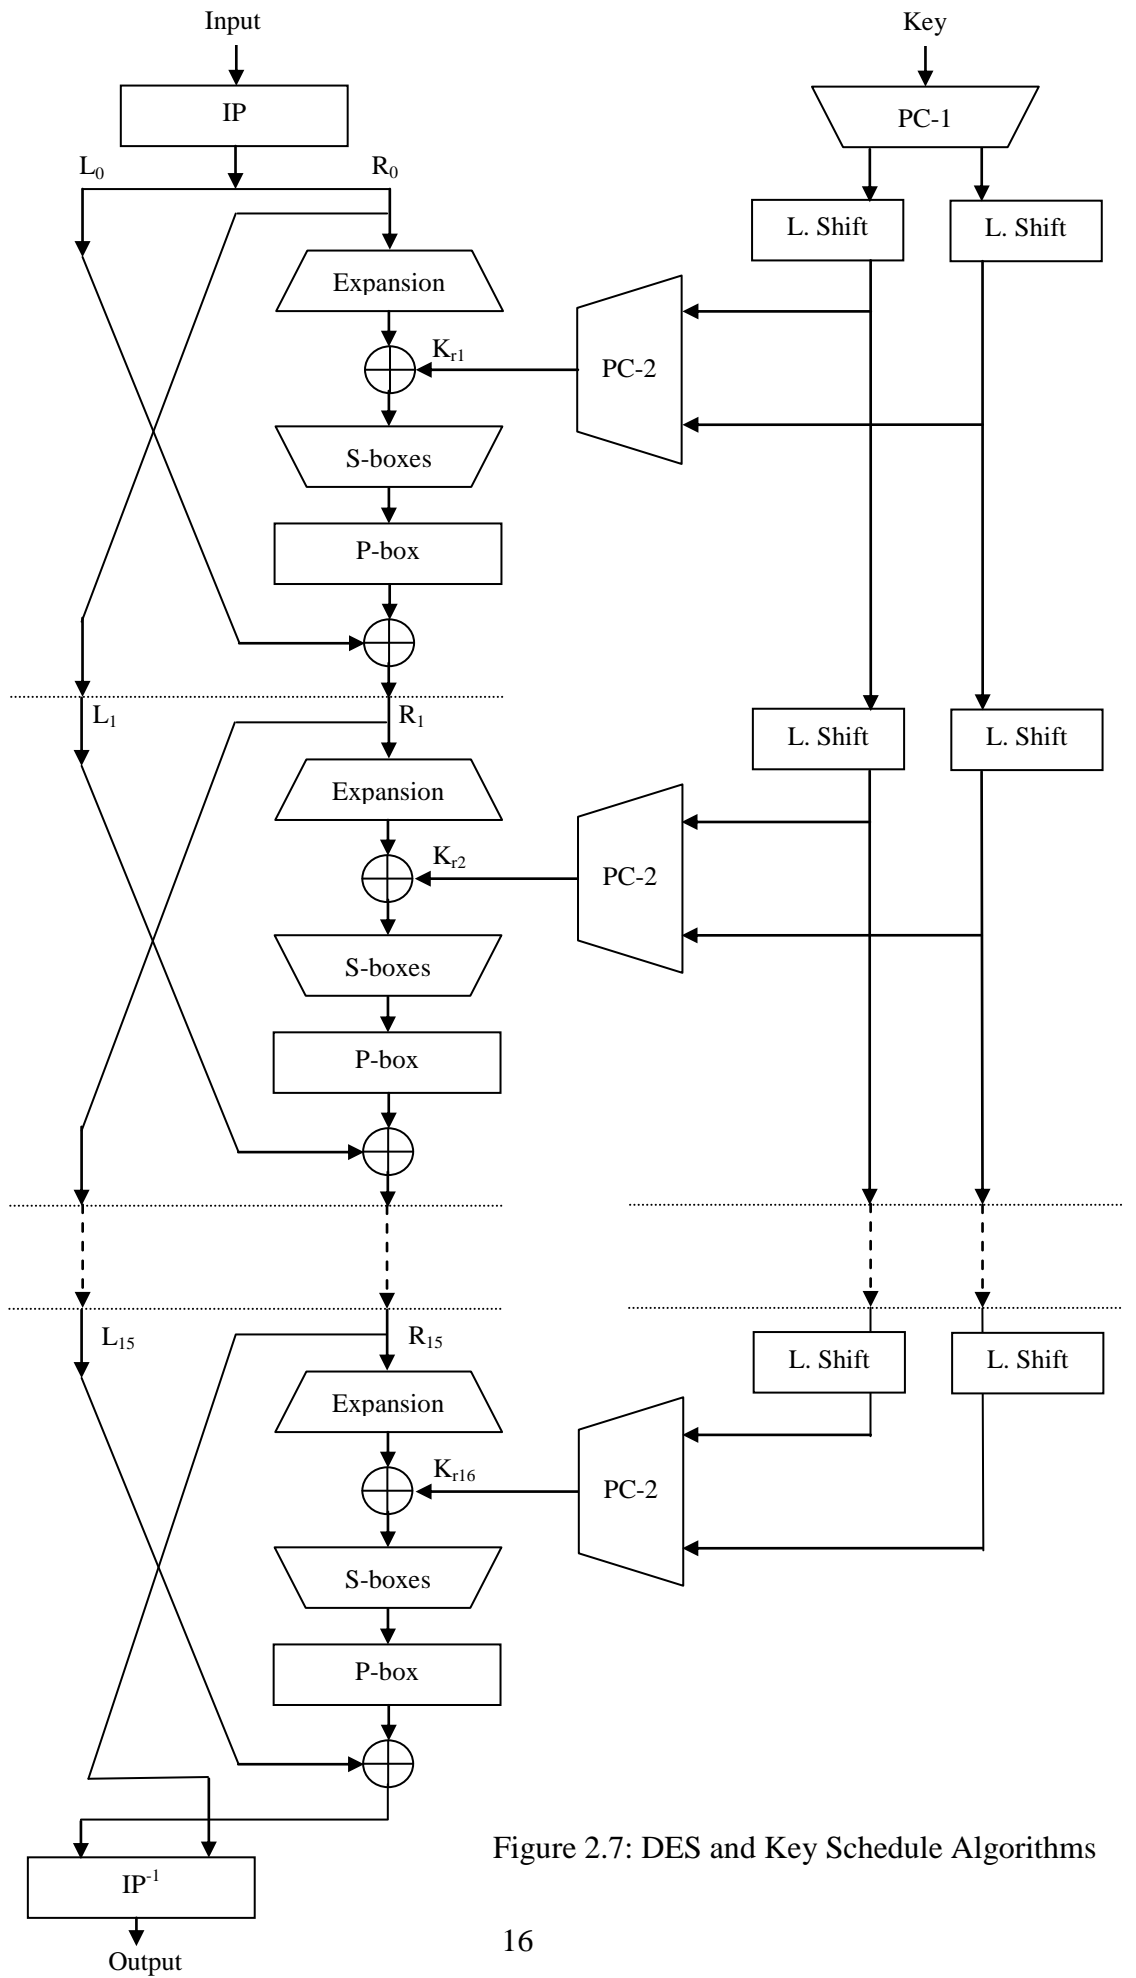 Input
Key
IP
PC-1
L₀
R₀
L. Shift
L. Shift
Expansion
Kᵣ₁
PC-2
S-boxes
P-box
L₁
R₁
L. Shift
L. Shift
Expansion
Kᵣ₂
PC-2
S-boxes
P-box
L₁₅
R₁₅
L. Shift
L. Shift
Expansion
Kᵣ₁₆
PC-2
S-boxes
P-box
Figure 2.7: DES and Key Schedule Algorithms
IP⁻¹
16
Output